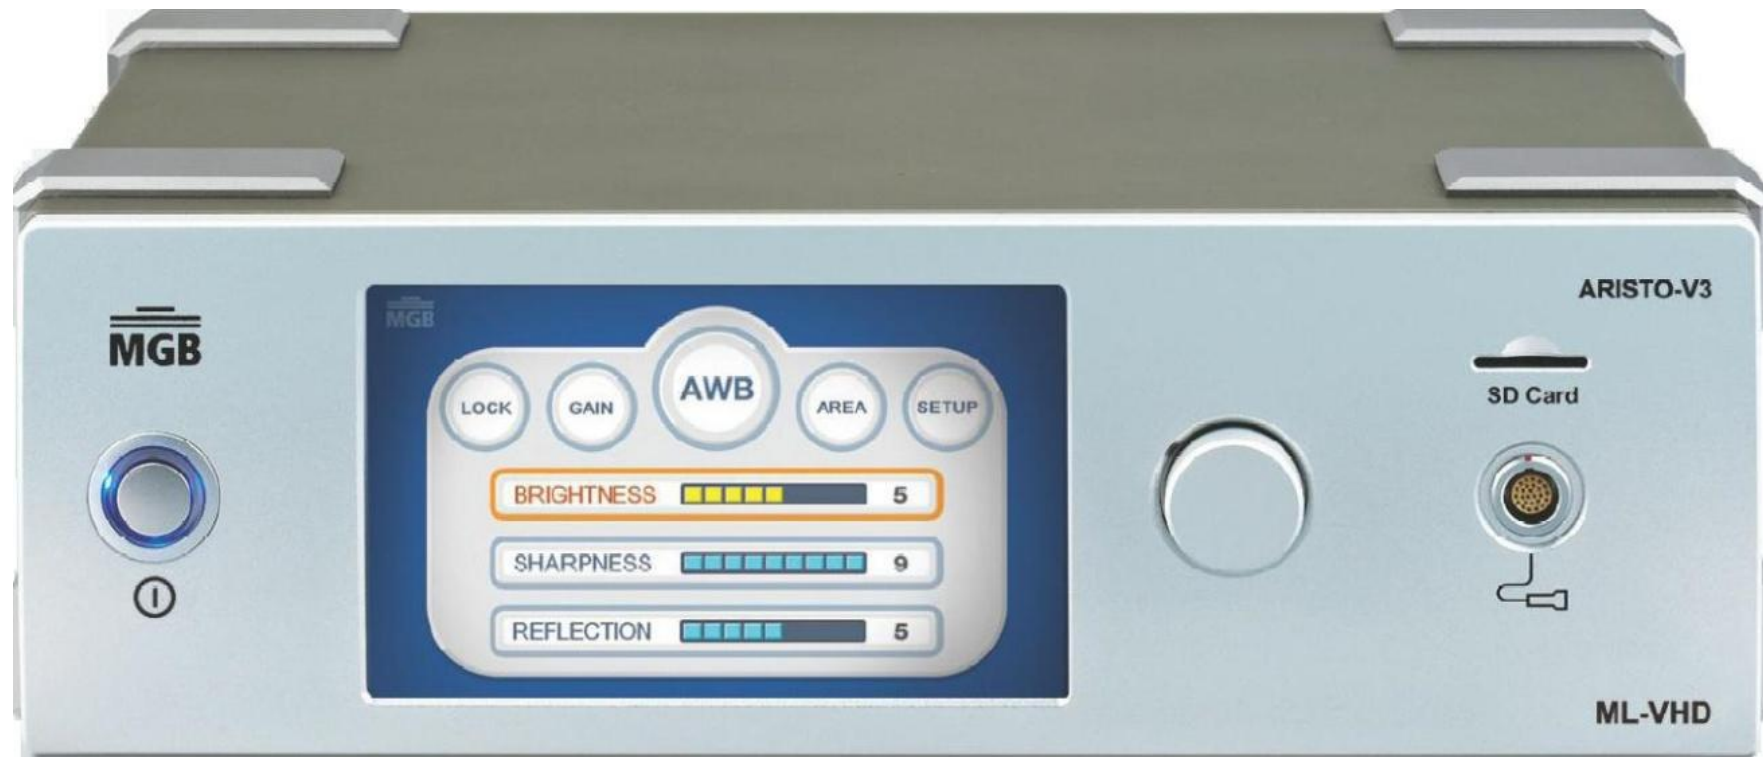 MGB
ARISTO-V3
MGB
AWB
LOCK
GAIN
AREA
SETUP
SD Card
BRIGHTNESS 5
SHARPNESS 9
REFLECTION 5
ML-VHD